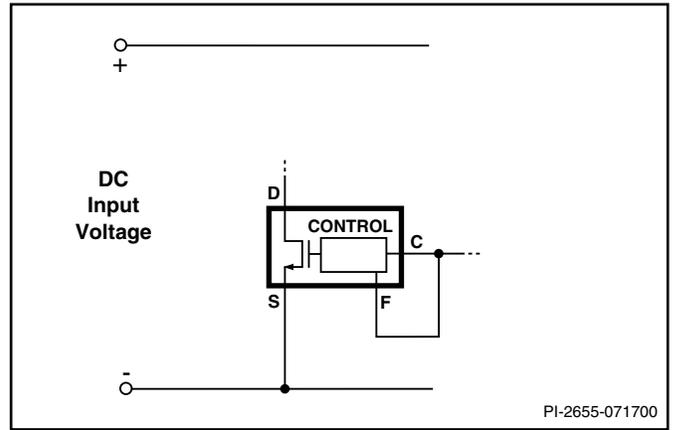 +
DC
Input
Voltage
D
CONTROL
C
S
F
-
PI-2655-071700